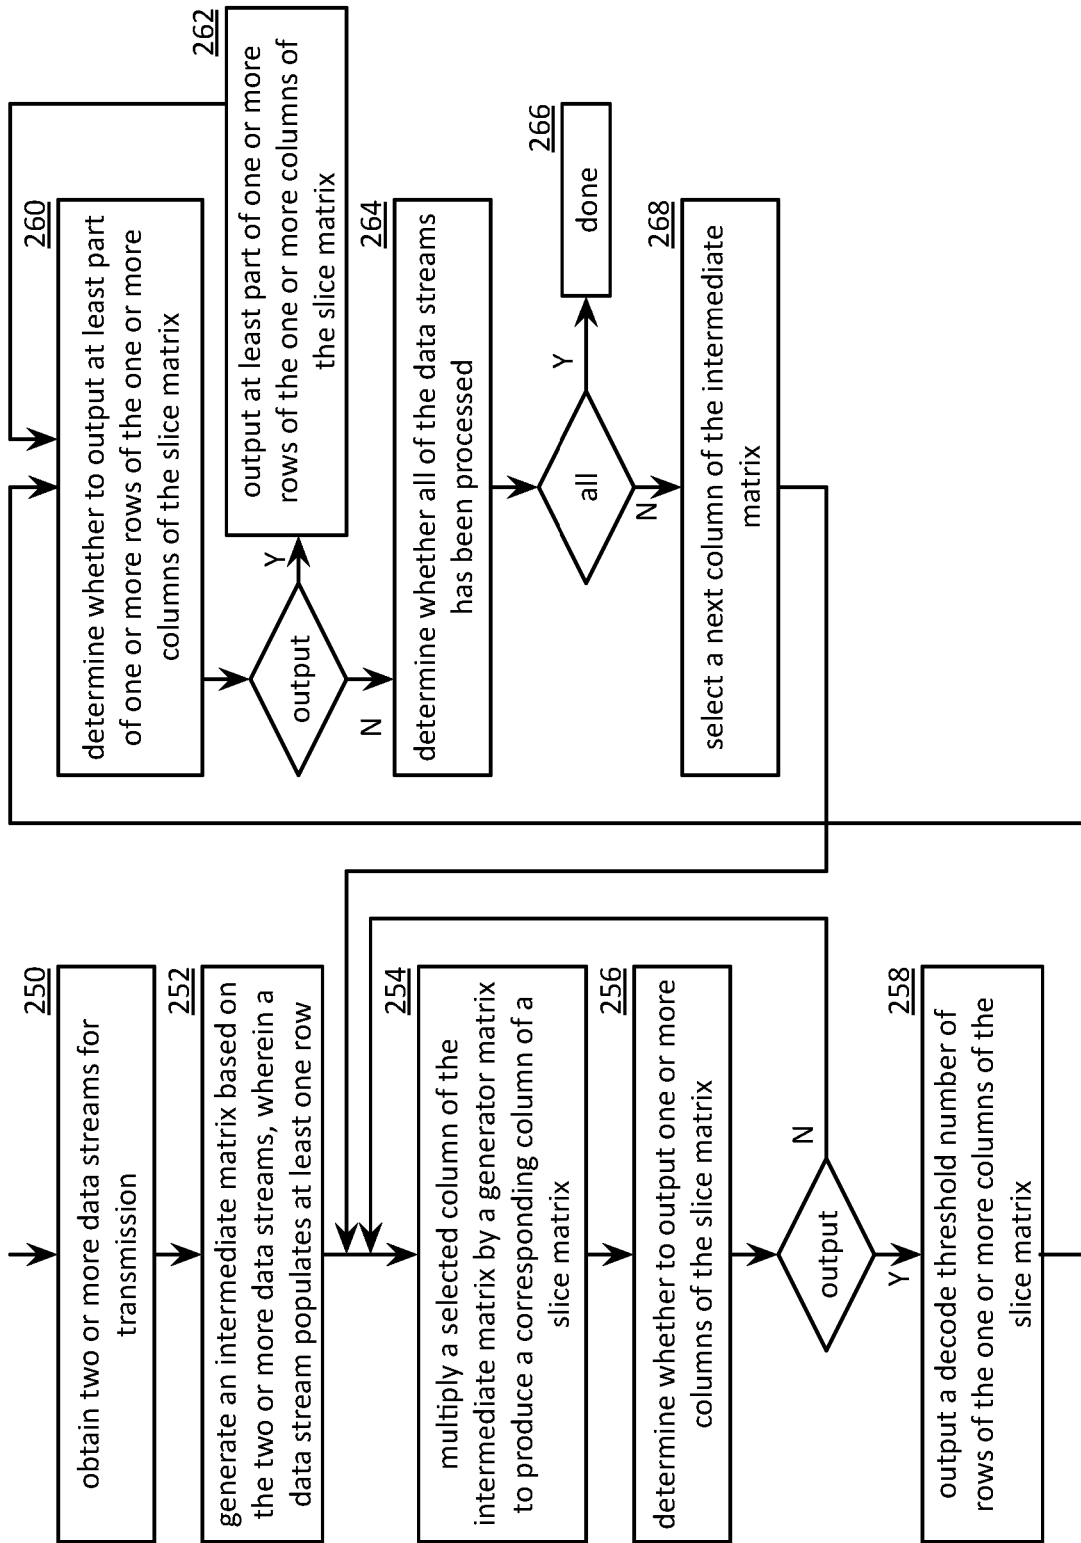 250
obtain two or more data streams for
transmission
252
generate an intermediate matrix based on
the two or more data streams, wherein a
data stream populates at least one row
254
multiply a selected column of the
intermediate matrix by a generator matrix
to produce a corresponding column of a
slice matrix
256
determine whether to output one or more
columns of the slice matrix
output
N
Y
258
output a decode threshold number of
rows of the one or more columns of the
slice matrix
260
determine whether to output at least part
of one or more rows of the one or more
columns of the slice matrix
output
Y
N
262
output at least part of one or more
rows of the one or more columns of
the slice matrix
264
determine whether all of the data streams
has been processed
all
Y
N
266
done
268
select a next column of the intermediate
matrix